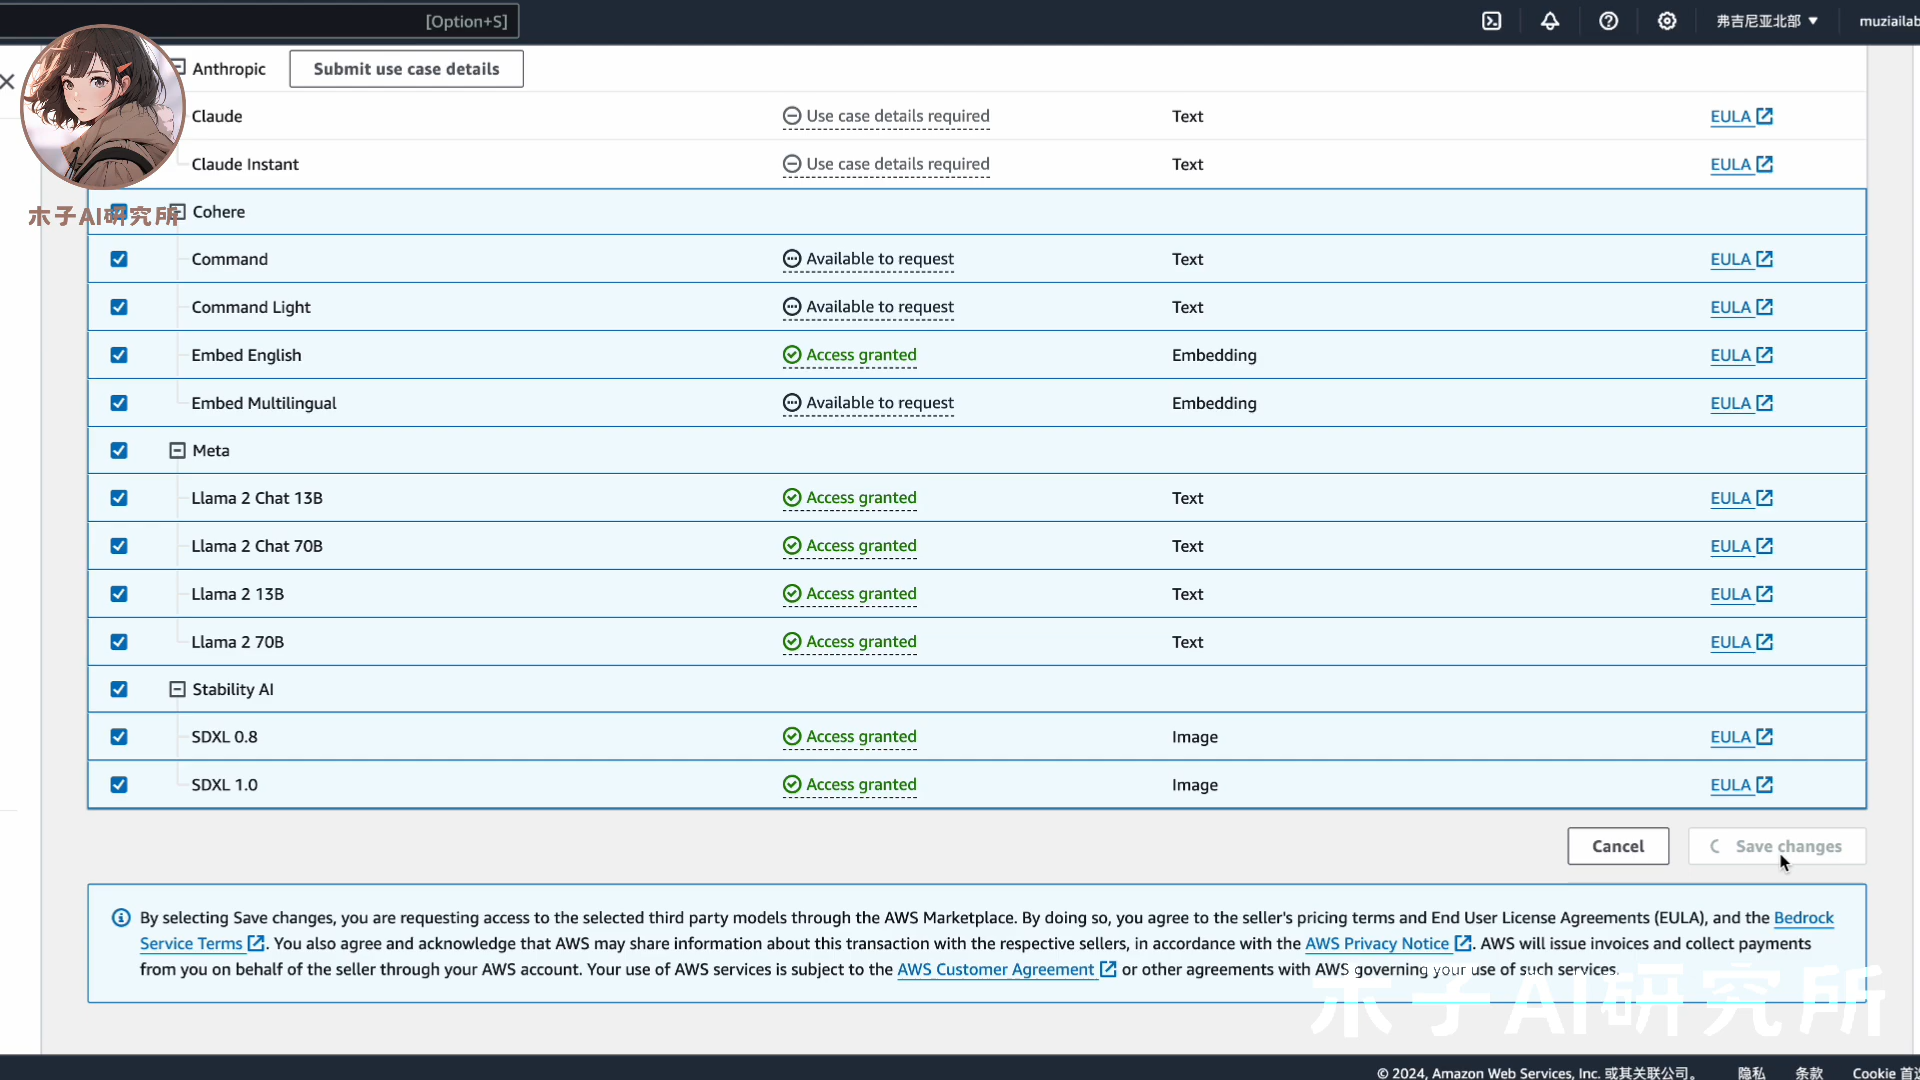 [Option+S]
弗吉尼亚北部
muziailab
Anthropic
Submit use case details
Claude
Use case details required
Text
EULA
Claude Instant
Use case details required
Text
EULA
木子AI研究所
Cohere
Command
Available to request
Text
EULA
Command Light
Available to request
Text
EULA
Embed English
Access granted
Embedding
EULA
Embed Multilingual
Available to request
Embedding
EULA
Meta
Llama 2 Chat 13B
Access granted
Text
EULA
Llama 2 Chat 70B
Access granted
Text
EULA
Llama 2 13B
Access granted
Text
EULA
Llama 2 70B
Access granted
Text
EULA
Stability AI
SDXL 0.8
Access granted
Image
EULA
SDXL 1.0
Access granted
Image
EULA
Cancel
Save changes
By selecting Save changes, you are requesting access to the selected third party models through the AWS Marketplace. By doing so, you agree to the seller's pricing terms and End User License Agreements (EULA), and the Bedrock
Service Terms. You also agree and acknowledge that AWS may share information about this transaction with the respective sellers, in accordance with the AWS Privacy Notice. AWS will issue invoices and collect payments
from you on behalf of the seller through your AWS account. Your use of AWS services is subject to the AWS Customer Agreement or other agreements with AWS governing your use of such services.
木子AI研究所
© 2024, Amazon Web Services, Inc. 或其关联公司。
隐私
条款
Cookie 首选